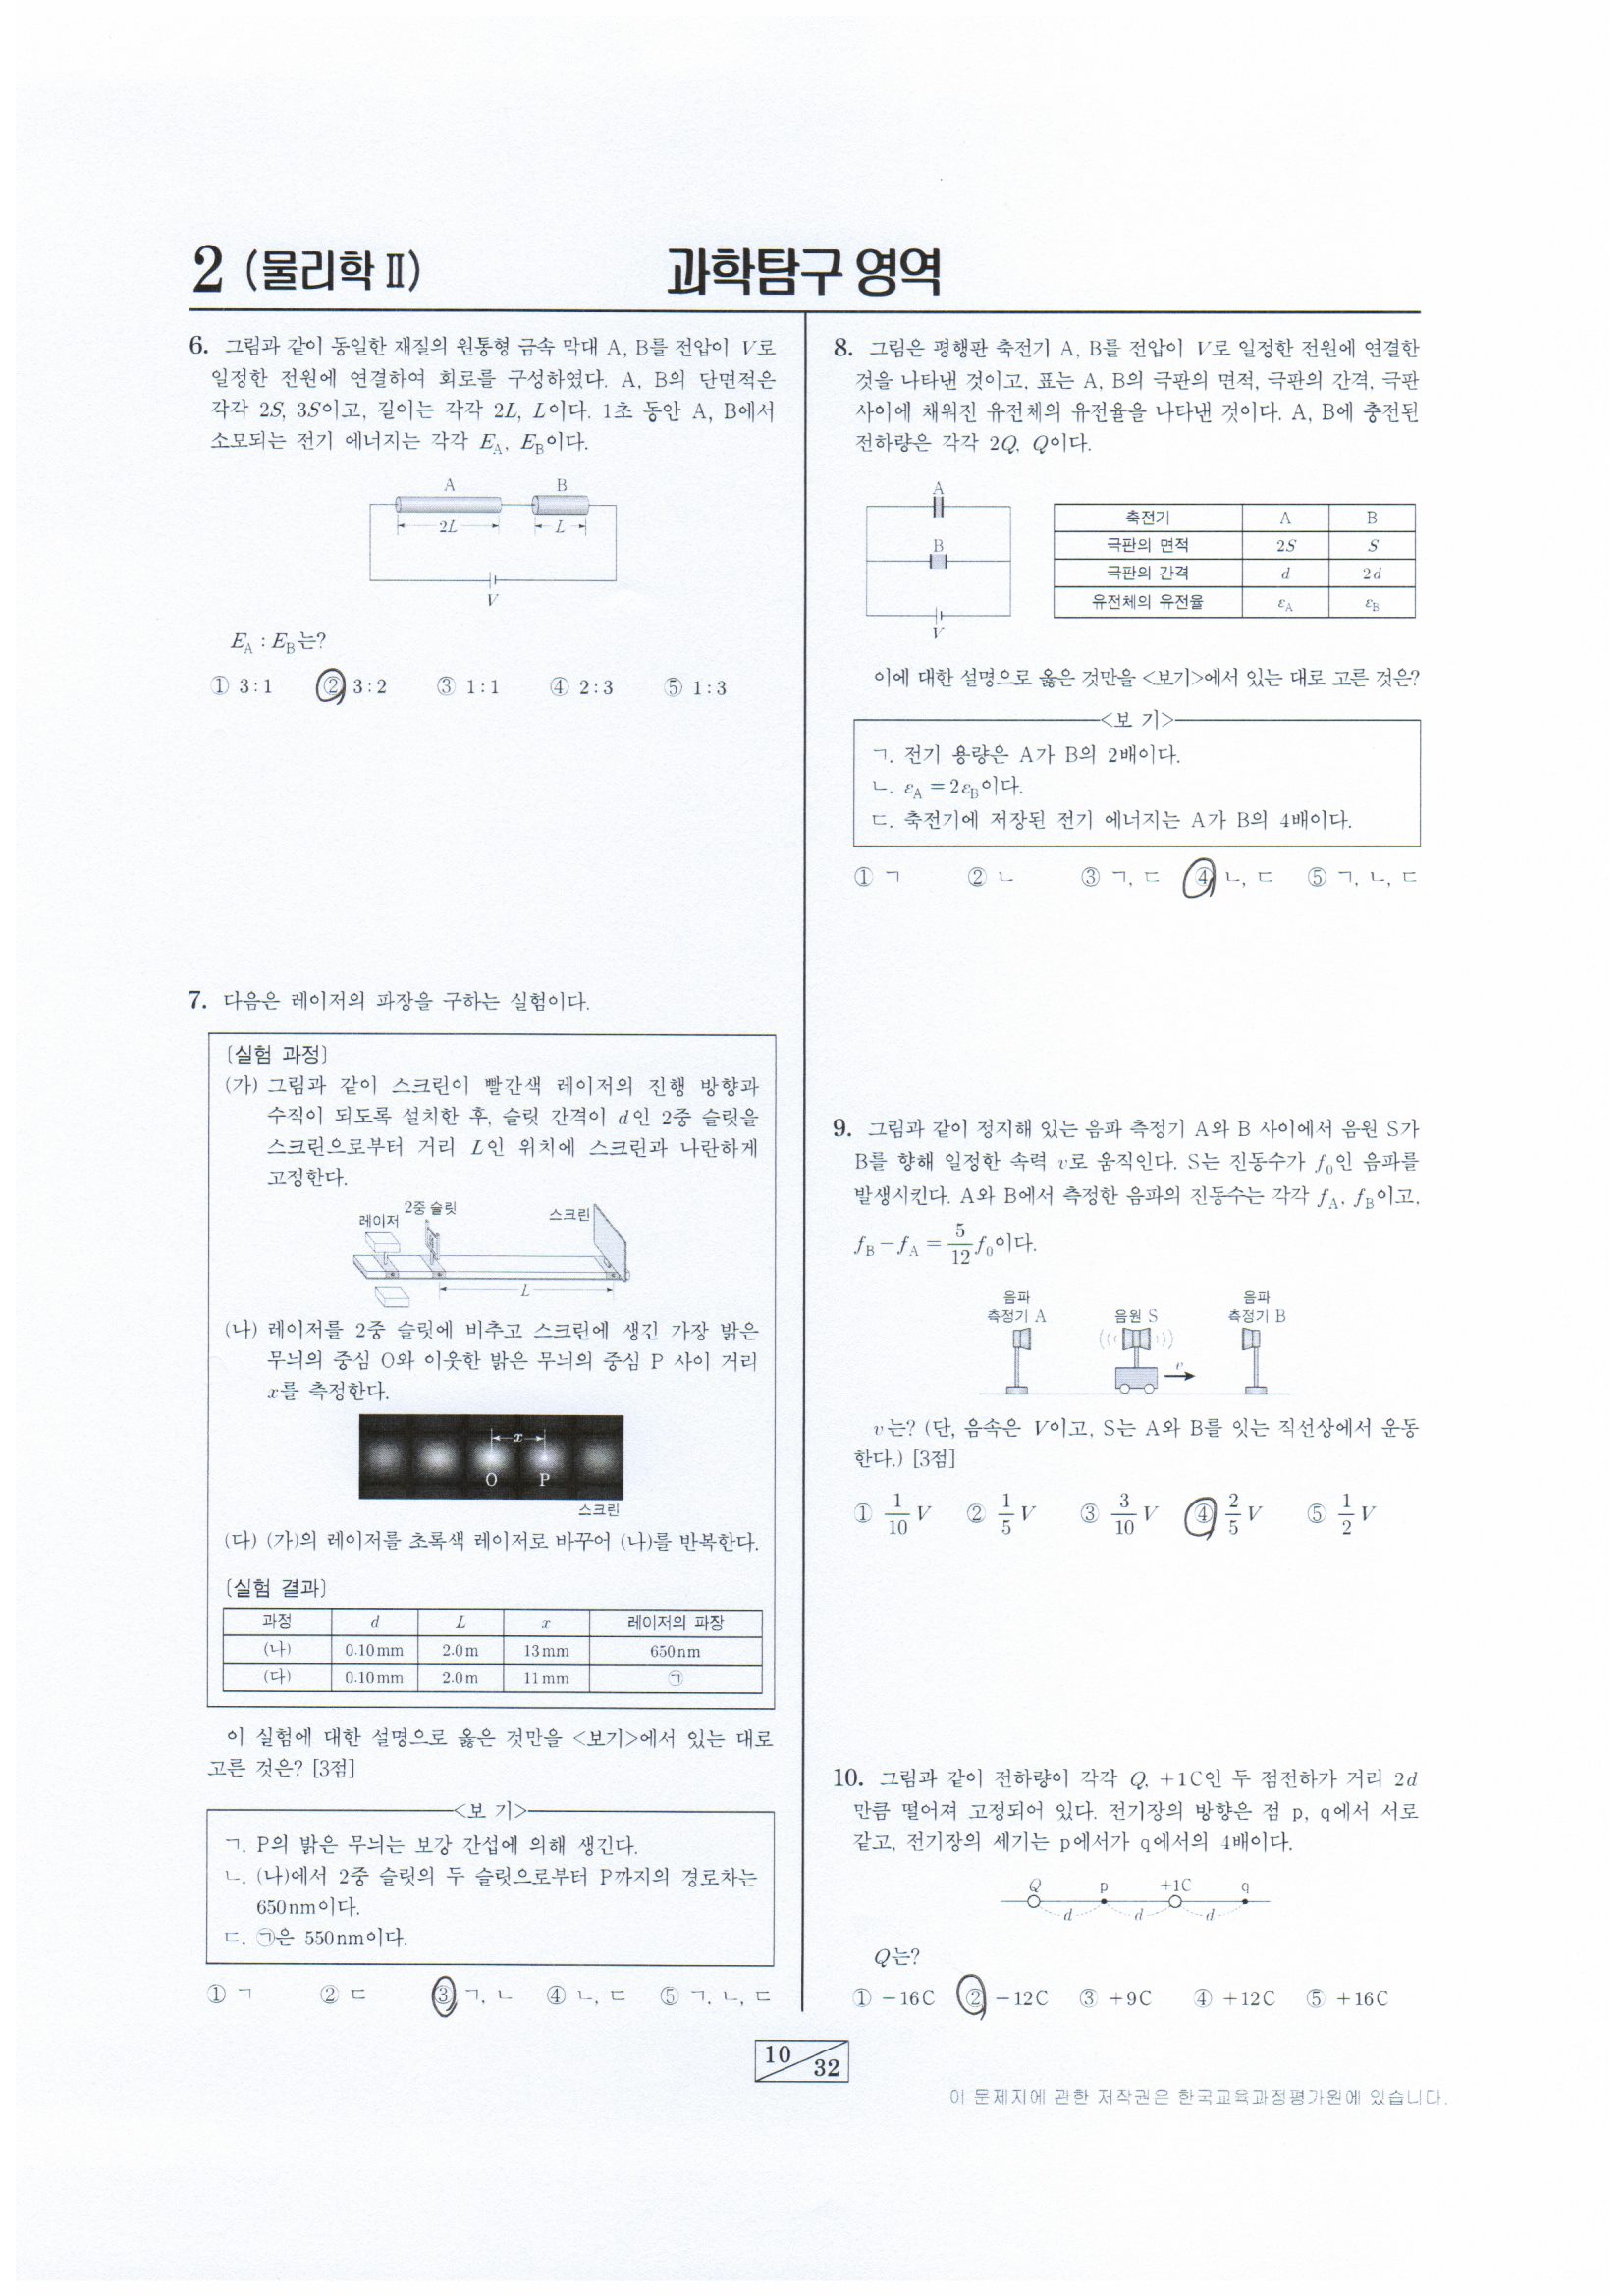 2 (물리학 Ⅱ)
과학탐구 영역
6. 그림과 같이 동일한 재질의 원통형 금속 막대 A, B를 전압이 V로
일정한 전원에 연결하여 회로를 구성하였다. A, B의 단면적은
각각 2S, 3S이고, 길이는 각각 2L, L이다. 1초 동안 A, B에서
소모되는 전기 에너지는 각각 E_A, E_B이다.
A B
2L L
V
E_A : E_B는?
① 3:1 ② 3:2 ③ 1:1 ④ 2:3 ⑤ 1:3
7. 다음은 레이저의 파장을 구하는 실험이다.
[실험 과정]
(가) 그림과 같이 스크린이 빨간색 레이저의 진행 방향과
수직이 되도록 설치한 후, 슬릿 간격이 d인 2중 슬릿을
스크린으로부터 거리 L인 위치에 스크린과 나란하게
고정한다.
레이저 2중 슬릿 스크린
L
(나) 레이저를 2중 슬릿에 비추고 스크린에 생긴 가장 밝은
무늬의 중심 O와 이웃한 밝은 무늬의 중심 P 사이 거리
x를 측정한다.
x
O P
스크린
(다) (가)의 레이저를 초록색 레이저로 바꾸어 (나)를 반복한다.
[실험 결과]
과정 d L x 레이저의 파장
(나) 0.10mm 2.0m 13mm 650nm
(다) 0.10mm 2.0m 11mm ㉠
이 실험에 대한 설명으로 옳은 것만을 <보기>에서 있는 대로
고른 것은? [3점]
<보 기>
ㄱ. P의 밝은 무늬는 보강 간섭에 의해 생긴다.
ㄴ. (나)에서 2중 슬릿의 두 슬릿으로부터 P까지의 경로차는
650nm이다.
ㄷ. ㉠은 550nm이다.
① ㄱ ② ㄷ ③ ㄱ, ㄴ ④ ㄴ, ㄷ ⑤ ㄱ, ㄴ, ㄷ
8. 그림은 평행판 축전기 A, B를 전압이 V로 일정한 전원에 연결한
것을 나타낸 것이고, 표는 A, B의 극판의 면적, 극판의 간격, 극판
사이에 채워진 유전체의 유전율을 나타낸 것이다. A, B에 충전된
전하량은 각각 2Q, Q이다.
A
B
V
축전기 A B
극판의 면적 2S S
극판의 간격 d 2d
유전체의 유전율 ε_A ε_B
이에 대한 설명으로 옳은 것만을 <보기>에서 있는 대로 고른 것은?
<보 기>
ㄱ. 전기 용량은 A가 B의 2배이다.
ㄴ. ε_A = 2ε_B이다.
ㄷ. 축전기에 저장된 전기 에너지는 A가 B의 4배이다.
① ㄱ ② ㄴ ③ ㄱ, ㄷ ④ ㄴ, ㄷ ⑤ ㄱ, ㄴ, ㄷ
9. 그림과 같이 정지해 있는 음파 측정기 A와 B 사이에서 음원 S가
B를 향해 일정한 속력 v로 움직인다. S는 진동수가 f₀인 음파를
발생시킨다. A와 B에서 측정한 음파의 진동수는 각각 f_A, f_B이고,
f_B − f_A = 5/12 f₀이다.
음파 측정기 A 음원 S 음파 측정기 B
v
v는? (단, 음속은 V이고, S는 A와 B를 잇는 직선상에서 운동
한다.) [3점]
① 1/10 V ② 1/5 V ③ 3/10 V ④ 2/5 V ⑤ 1/2 V
10. 그림과 같이 전하량이 각각 Q, +1C인 두 점전하가 거리 2d
만큼 떨어져 고정되어 있다. 전기장의 방향은 점 p, q에서 서로
같고, 전기장의 세기는 p에서가 q에서의 4배이다.
Q p +1C q
d d d
Q는?
① −16C ② −12C ③ +9C ④ +12C ⑤ +16C
10 32
이 문제지에 관한 저작권은 한국교육과정평가원에 있습니다.